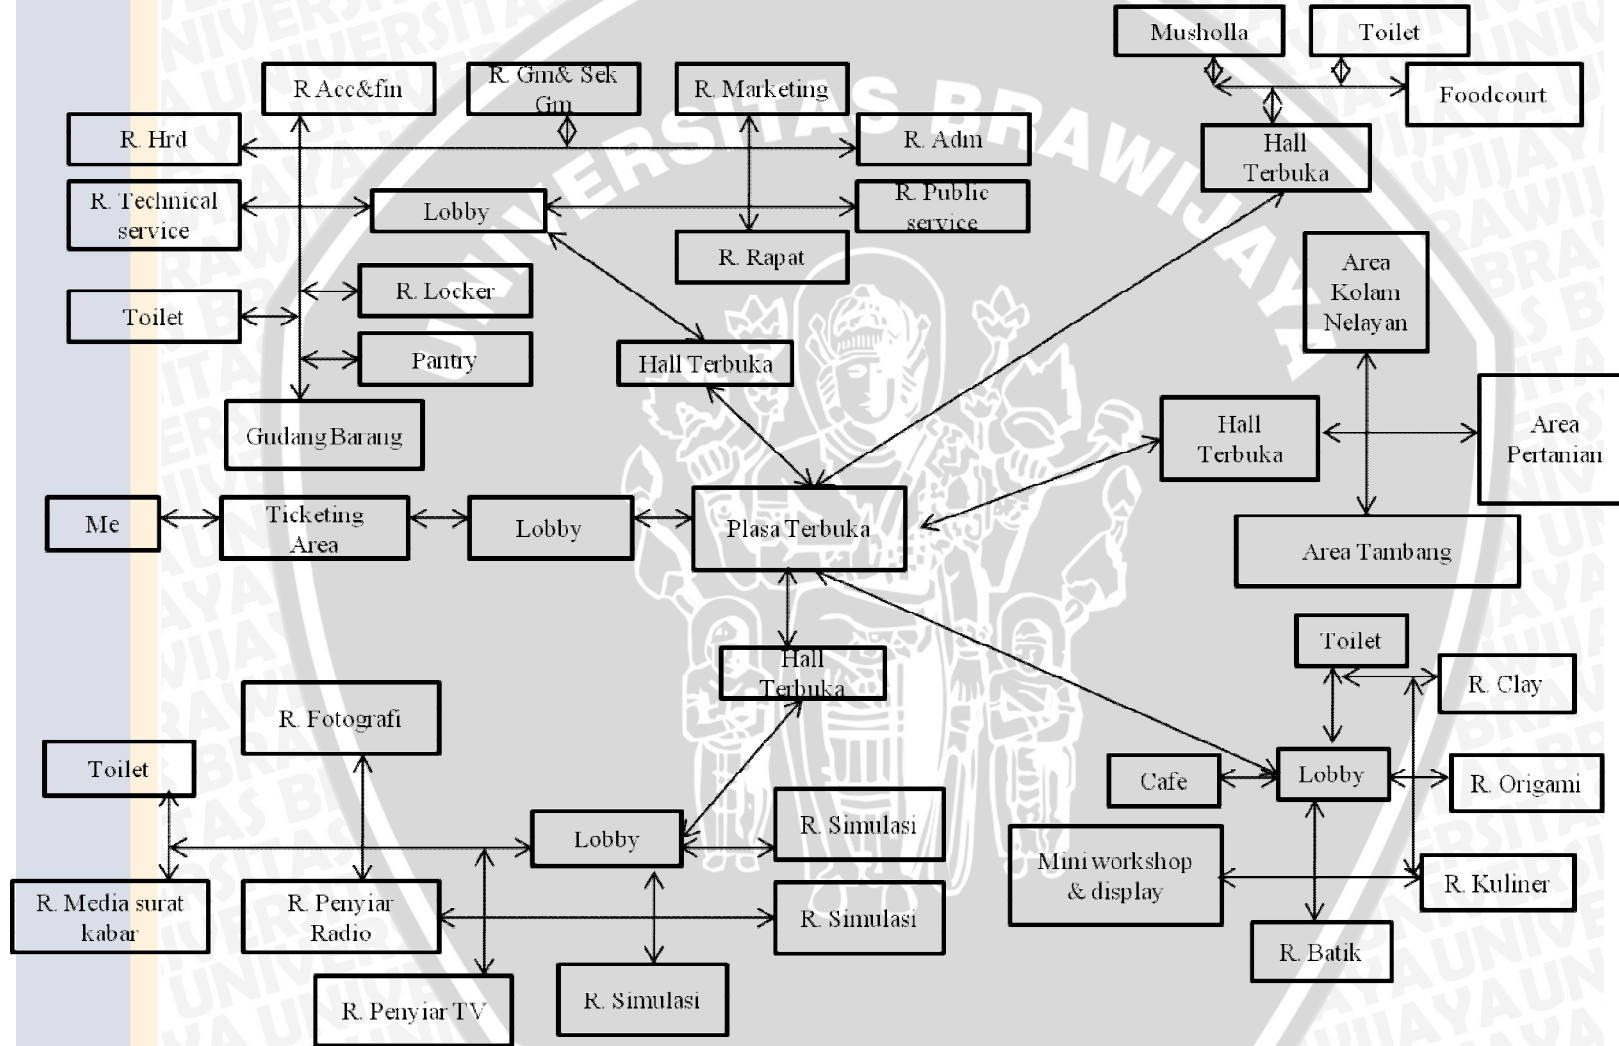 Musholla
Toilet
R Acc&fin
R. Gm& Sek
Gm
R. Marketing
Foodcourt
R. Hrd
R. Adm
Hall
Terbuka
R. Technical
service
Lobby
R. Public
service
R. Rapat
Area
Kolam
Nelayan
R. Locker
Toilet
Pantry
Hall Terbuka
Gudang Barang
Hall
Terbuka
Area
Pertanian
Me
Ticketing
Area
Lobby
Plasa Terbuka
Area Tambang
Toilet
Hall
Terbuka
R. Clay
R. Fotografi
Toilet
Cafe
Lobby
R. Origami
Lobby
R. Simulasi
Mini workshop
& display
R. Kuliner
R. Media surat
kabar
R. Penyiar
Radio
R. Simulasi
R. Batik
R. Penyiar TV
R. Simulasi
UNIVERSITAS BRAWIJAYA